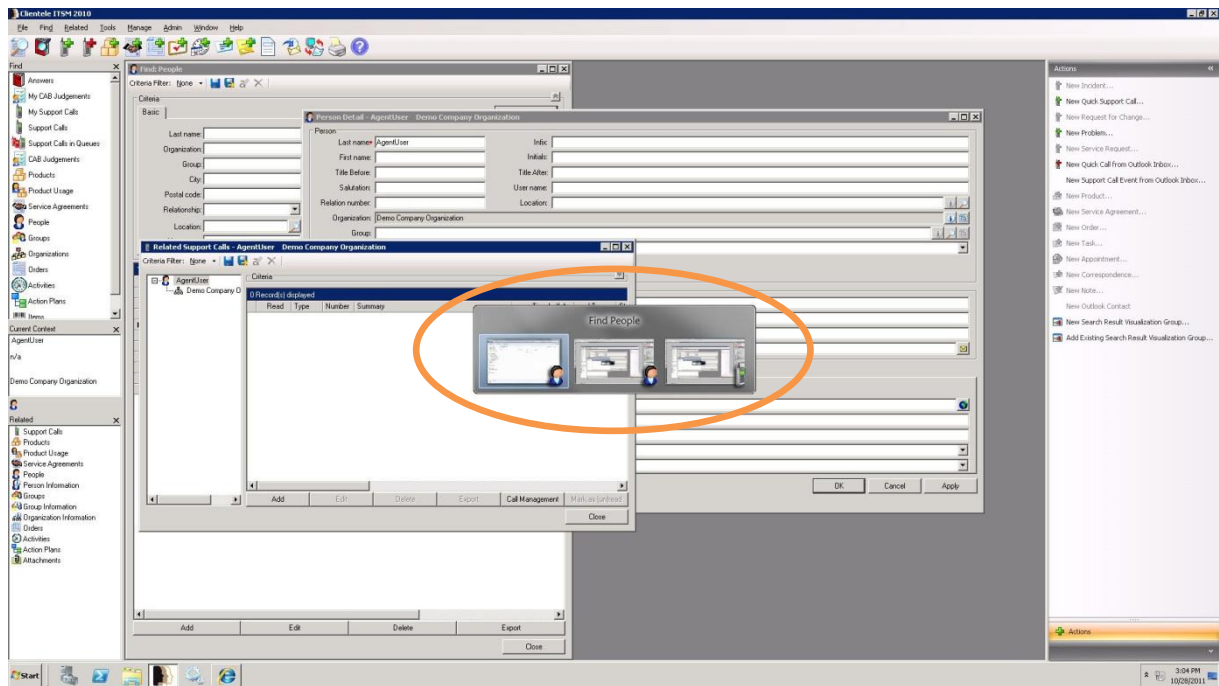 Clientele ITSM 2010
File Find Related Tools Manage Admin Window Help
Find
Answers
My CAB Judgements
My Support Calls
Support Calls
Support Calls in Queues
CAB Judgements
Products
Product Usage
Service Agreements
People
Groups
Organizations
Orders
Activities
Action Plans
Items
Current Context
AgentUser
n/a
Demo Company Organization
Related
Support Calls
Products
Product Usage
Service Agreements
People
Person Information
Groups
Group Information
Organization Information
Orders
Activities
Action Plans
Attachments
Find: People
Criteria Filter: None
Criteria
Basic
Last name:
Organization:
Group:
City:
Postal code:
Relationship:
Location:
Add Edit Delete Export
Close
Person Detail - AgentUser Demo Company Organization
Person
Last name: AgentUser
First name:
Title Before:
Salutation:
Relation number:
Organization: Demo Company Organization
Group:
Infix:
Initials:
Title After:
User name:
Location:
OK Cancel Apply
Related Support Calls - AgentUser Demo Company Organization
Criteria Filter: None
AgentUser
Demo Company O
Criteria
0 Record(s) displayed
Read Type Number Summary
Add Edit Delete Export Call Management Mark as (un)read
Close
Find People
Actions
New Incident...
New Quick Support Call...
New Request for Change...
New Problem...
New Service Request...
New Quick Call from Outlook Inbox...
New Support Call Event from Outlook Inbox...
New Product...
New Service Agreement...
New Order...
New Task...
New Appointment...
New Correspondence...
New Note...
New Outlook Contact
New Search Result Visualization Group...
Add Existing Search Result Visualization Group...
Actions
Start
3:04 PM
10/28/2011